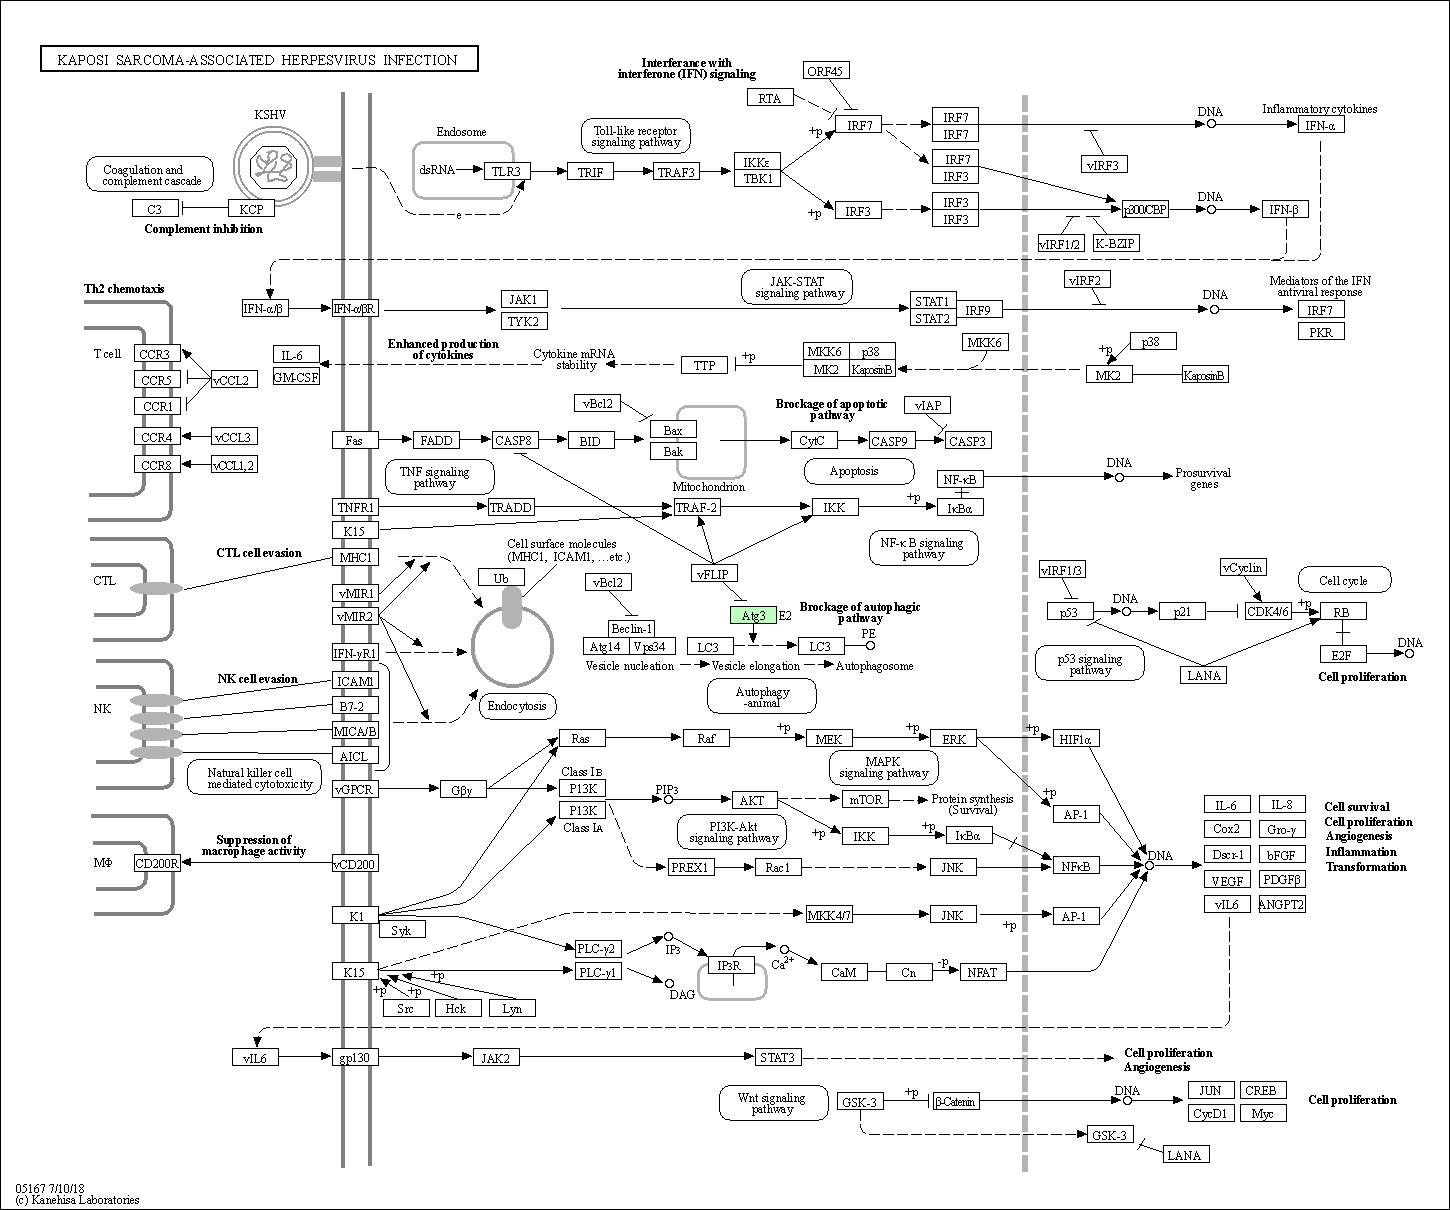 KAPOSI SARCOMA-ASSOCIATED HERPESVIRUS INFECTION
Interferance with
interferone (IFN) signaling
ORF45
RTA
KSHV
Endosome
Toll-like receptor
signaling pathway
+p
IRF7
IRF7
IRF7
DNA
Inflammatory cytokines
IFN-α
Coagulation and
complement cascade
dsRNA
TLR3
TRIF
TRAF3
IKKε
TBK1
IRF7
IRF3
vIRF3
C3
KCP
e
+p
IRF3
IRF3
IRF3
p300/CBP
DNA
IFN-β
Complement inhibition
vIRF1/2
K-BZIP
Th2 chemotaxis
JAK-STAT
signaling pathway
vIRF2
Mediators of the IFN
antiviral response
IFN-α/β
IFN-α/βR
JAK1
TYK2
STAT1
STAT2
IRF9
DNA
IRF7
PKR
T cell
CCR3
CCR5
CCR1
vCCL2
CCR4
vCCL3
CCR8
vCCL1,2
IL-6
GM-CSF
Enhanced production
of cytokines
Cytokine mRNA
stability
TTP
+p
MKK6
p38
MK2
KaposinB
MKK6
+p
p38
MK2
KaposinB
vBcl2
Brockage of apoptotic
pathway
vIAP
Fas
FADD
CASP8
BID
Bax
Bak
CytC
CASP9
CASP3
TNF signaling
pathway
Mitochondrion
Apoptosis
NF-κB
DNA
Prosurvival
genes
TNFR1
TRADD
TRAF-2
IKK
+p
IκBα
K15
CTL cell evasion
MHC1
Cell surface molecules
(MHC1, ICAM1, ...etc.)
NF-κB signaling
pathway
CTL
vMIR1
vMIR2
Ub
vBcl2
vFLIP
vIRF1/3
vCyclin
Cell cycle
Atg3
E2
Brockage of autophagic
pathway
p53
DNA
p21
CDK4/6
+p
RB
IFN-γR1
Beclin-1
Atg14
Vps34
LC3
LC3
PE
p53 signaling
pathway
E2F
DNA
Vesicle nucleation
Vesicle elongation
Autophagosome
LANA
Cell proliferation
NK cell evasion
ICAM1
NK
B7-2
MICA/B
AICL
Endocytosis
Autophagy
-animal
Natural killer cell
mediated cytotoxicity
Ras
Raf
+p
MEK
+p
ERK
+p
HIF1α
MAPK
signaling pathway
vGPCR
Gβγ
Class IB
P13K
P13K
Class IA
PIP3
AKT
mTOR
Protein synthesis
(Survival)
+p
AP-1
PI3K-Akt
signaling pathway
+p
IKK
+p
IκBα
IL-6
IL-8
Cox2
Gro-γ
Dscr-1
bFGF
VEGF
PDGFβ
vIL6
ANGPT2
Cell survival
Cell proliferation
Angiogenesis
Inflammation
Transformation
Suppression of
macrophage activity
MΦ
CD200R
vCD200
PREX1
Rac1
JNK
NFκB
DNA
K1
Syk
MKK4/7
JNK
+p
AP-1
PLC-γ2
IP3
IP3R
Ca2+
K15
PLC-γ1
DAG
CaM
Cn
-p
NFAT
+p
+p
+p
Src
Hck
Lyn
vIL6
gp130
JAK2
STAT3
Cell proliferation
Angiogenesis
Wnt signaling
pathway
GSK-3
+p
β-Catenin
DNA
JUN
CREB
CycD1
Myc
Cell proliferation
GSK-3
LANA
05167 7/10/18
(c) Kanehisa Laboratories